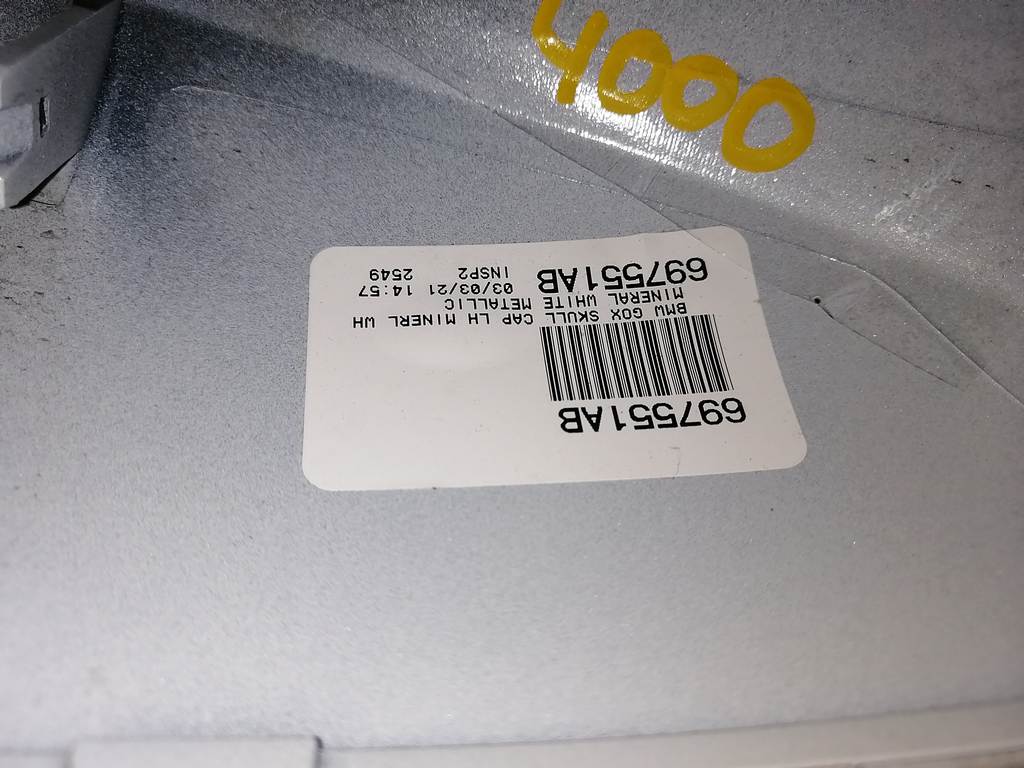 4000
697551AB
BMW GOX SKULL CAP LH MINERL WH
MINERAL WHITE METALLIC
697551AB 03/03/21 14:57
INSP2 2549